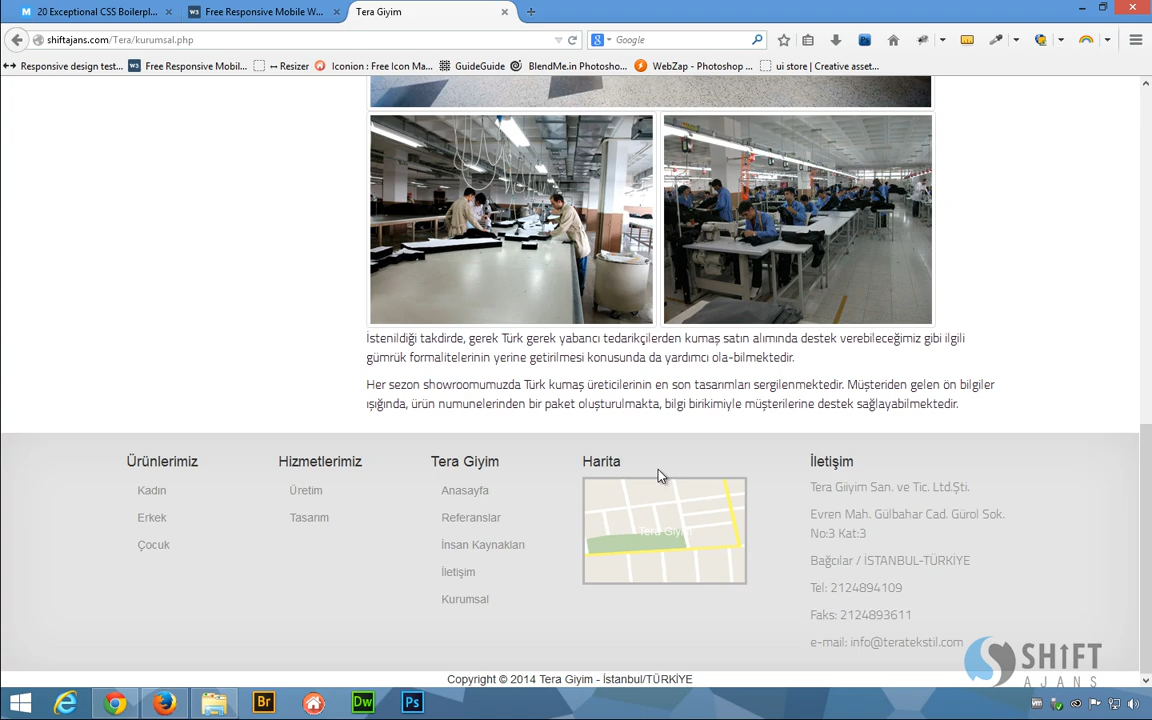 20 Exceptional CSS Boilerpl...
Free Responsive Mobile W...
Tera Giyim
shiftajans.com/Tera/kurumsal.php
Google
Responsive design test...
Free Responsive Mobil...
Resizer
Iconion : Free Icon Ma...
GuideGuide
BlendMe.in Photosho...
WebZap - Photoshop ...
ui store | Creative asset...
İstenildiği takdirde, gerek Türk gerek yabancı tedarikçilerden kumaş satın alımında destek verebileceğimiz gibi ilgili
gümrük formalitelerinin yerine getirilmesi konusunda da yardımcı ola-bilmektedir.
Her sezon showroomumuzda Türk kumaş üreticilerinin en son tasarımları sergilenmektedir. Müşteriden gelen ön bilgiler
ışığında, ürün numunelerinden bir paket oluşturulmakta, bilgi birikimiyle müşterilerine destek sağlayabilmektedir.
Ürünlerimiz
Kadın
Erkek
Çocuk
Hizmetlerimiz
Üretim
Tasarım
Tera Giyim
Anasayfa
Referanslar
İnsan Kaynakları
İletişim
Kurumsal
Harita
Tera Giyim
İletişim
Tera Giiyim San. ve Tic. Ltd.Şti.
Evren Mah. Gülbahar Cad. Gürol Sok.
No:3 Kat:3
Bağcılar / İSTANBUL-TÜRKİYE
Tel: 2124894109
Faks: 2124893611
e-mail: info@teratekstil.com
SHIFT
AJANS
Copyright © 2014 Tera Giyim - İstanbul/TÜRKİYE
Br
Dw
Ps